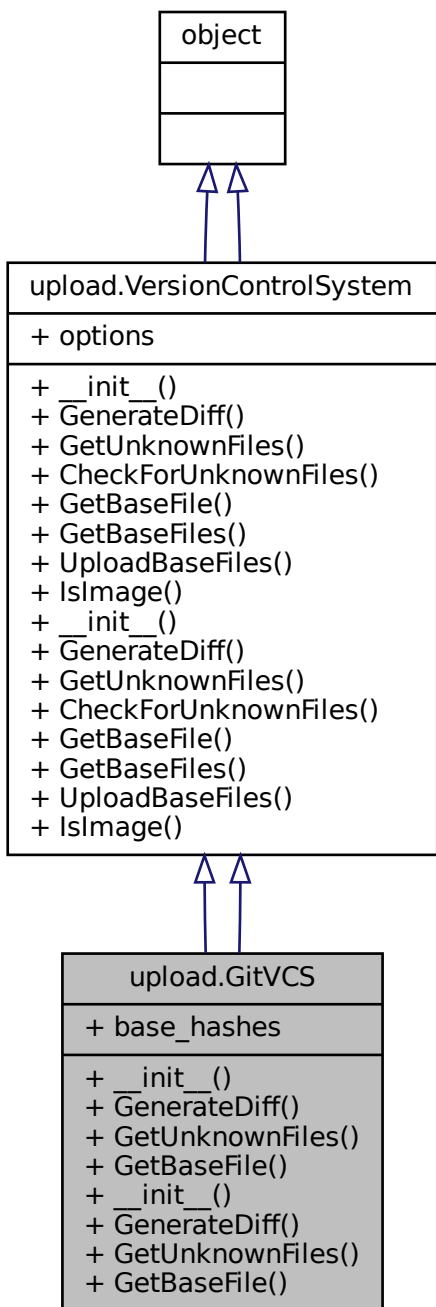 object
upload.VersionControlSystem
+ options
+ __init__()
+ GenerateDiff()
+ GetUnknownFiles()
+ CheckForUnknownFiles()
+ GetBaseFile()
+ GetBaseFiles()
+ UploadBaseFiles()
+ IsImage()
+ __init__()
+ GenerateDiff()
+ GetUnknownFiles()
+ CheckForUnknownFiles()
+ GetBaseFile()
+ GetBaseFiles()
+ UploadBaseFiles()
+ IsImage()
upload.GitVCS
+ base_hashes
+ __init__()
+ GenerateDiff()
+ GetUnknownFiles()
+ GetBaseFile()
+ __init__()
+ GenerateDiff()
+ GetUnknownFiles()
+ GetBaseFile()